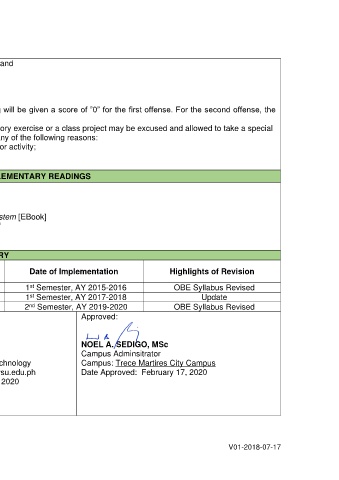 and
will be given a score of "0" for the first offense. For the second offense, the
ory exercise or a class project may be excused and allowed to take a special
any of the following reasons:
or activity;
LEMENTARY READINGS
stem [EBook]
RY
Date of Implementation Highlights of Revision
1st Semester, AY 2015-2016 OBE Syllabus Revised
1st Semester, AY 2017-2018 Update
2nd Semester, AY 2019-2020 OBE Syllabus Revised
Approved:
NOEL A. SEDIGO, MSc
Campus Adminsitrator
chnology Campus: Trece Martires City Campus
su.edu.ph Date Approved: February 17, 2020
2020
V01-2018-07-17